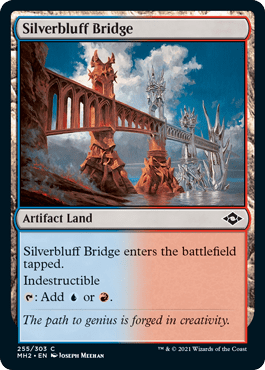 Silverbluff Bridge
Artifact Land
Silverbluff Bridge enters the battlefield
tapped.
Indestructible
: Add or .
The path to genius is forged in creativity.
255/303 C
MH2 • EN JOSEPH MEEHAN
™ & © 2021 Wizards of the Coast